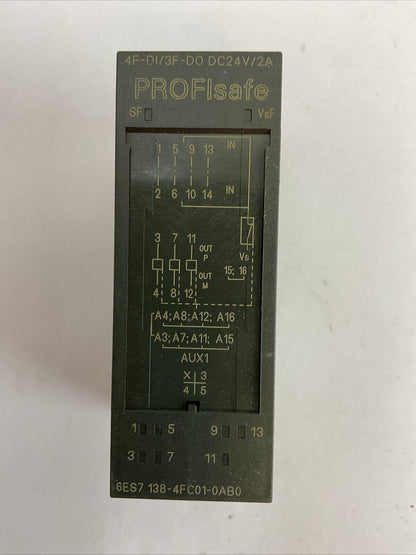 4F-DI/3F-DO DC24V/2A
PROFIsafe
SF VsF
IN
1 5 9 13
2 6 10 14 IN
3 7 11
OUT
P
Vs
OUT
M
15; 16
4 8 12
A4;A8;A12; A16
A3;A7;A11; A15
AUX1
X 3
4 5
1 5 9 13
3 7 11
6ES7 138-4FC01-0AB0